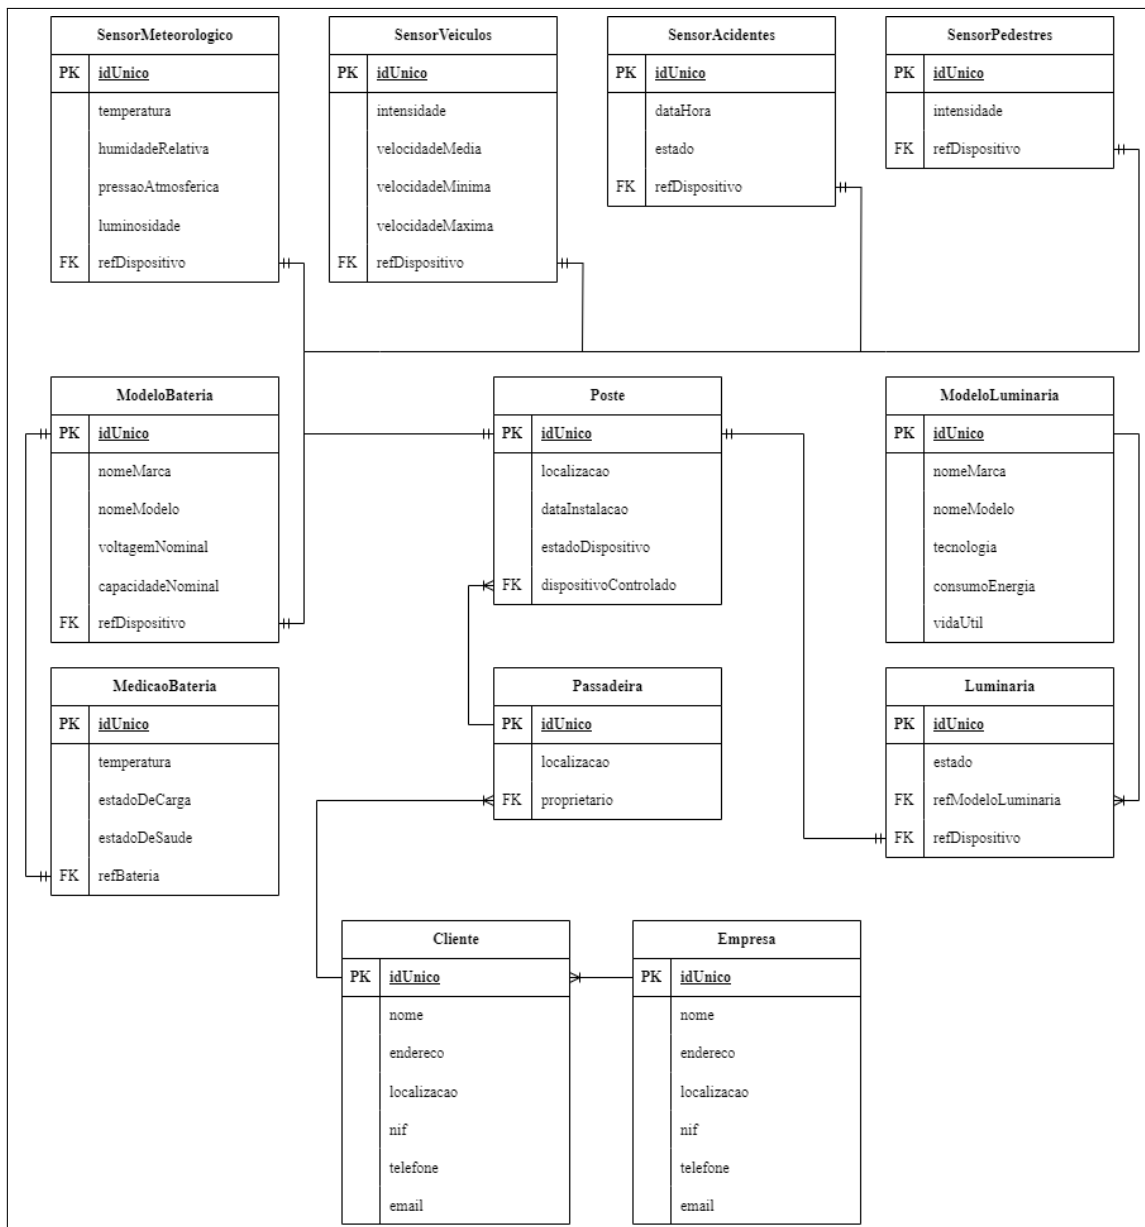 SensorMeteorologico
PK idUnico
temperatura
humidadeRelativa
pressaoAtmosferica
luminosidade
FK refDispositivo
SensorVeiculos
PK idUnico
intensidade
velocidadeMedia
velocidadeMinima
velocidadeMaxima
FK refDispositivo
SensorAcidentes
PK idUnico
dataHora
estado
FK refDispositivo
SensorPedestres
PK idUnico
intensidade
FK refDispositivo
ModeloBateria
PK idUnico
nomeMarca
nomeModelo
voltagemNominal
capacidadeNominal
FK refDispositivo
Poste
PK idUnico
localizacao
dataInstalacao
estadoDispositivo
FK dispositivoControlado
ModeloLuminaria
PK idUnico
nomeMarca
nomeModelo
tecnologia
consumoEnergia
vidaUtil
MedicaoBateria
PK idUnico
temperatura
estadoDeCarga
estadoDeSaude
FK refBateria
Passadeira
PK idUnico
localizacao
FK proprietario
Luminaria
PK idUnico
estado
FK refModeloLuminaria
FK refDispositivo
Cliente
PK idUnico
nome
endereco
localizacao
nif
telefone
email
Empresa
PK idUnico
nome
endereco
localizacao
nif
telefone
email